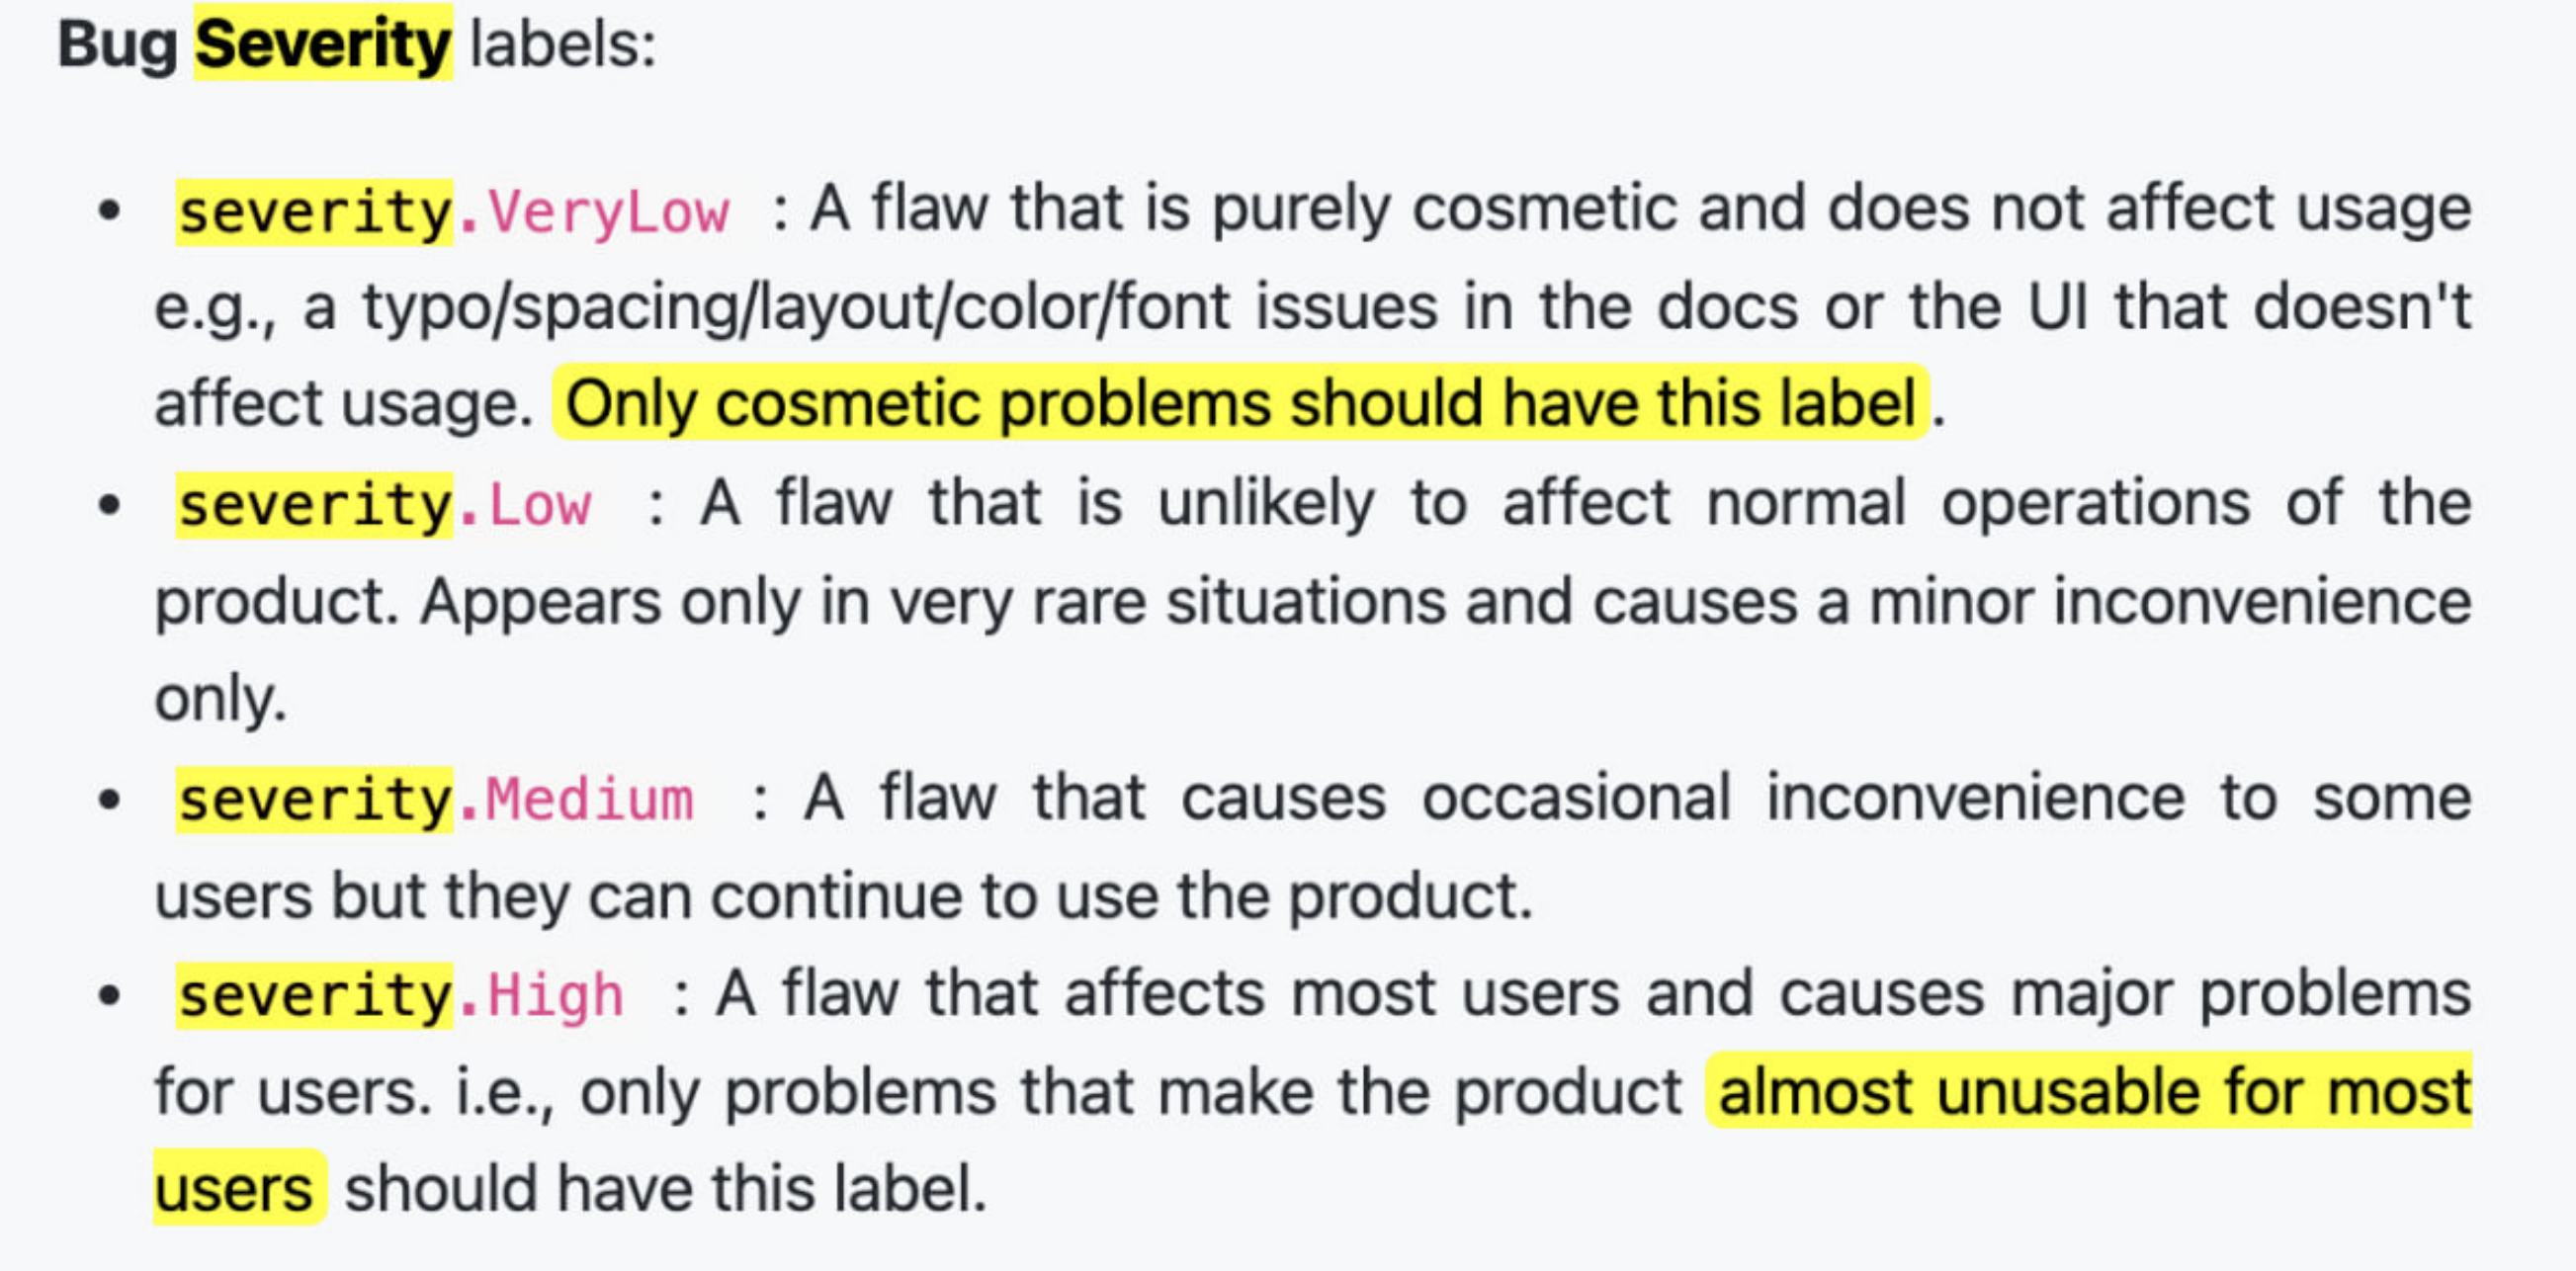 Bug Severity labels:
• severity.VeryLow : A flaw that is purely cosmetic and does not affect usage
e.g., a typo/spacing/layout/color/font issues in the docs or the UI that doesn't
affect usage. Only cosmetic problems should have this label.
• severity.Low : A flaw that is unlikely to affect normal operations of the
product. Appears only in very rare situations and causes a minor inconvenience
only.
• severity.Medium : A flaw that causes occasional inconvenience to some
users but they can continue to use the product.
• severity.High : A flaw that affects most users and causes major problems
for users. i.e., only problems that make the product almost unusable for most
users should have this label.